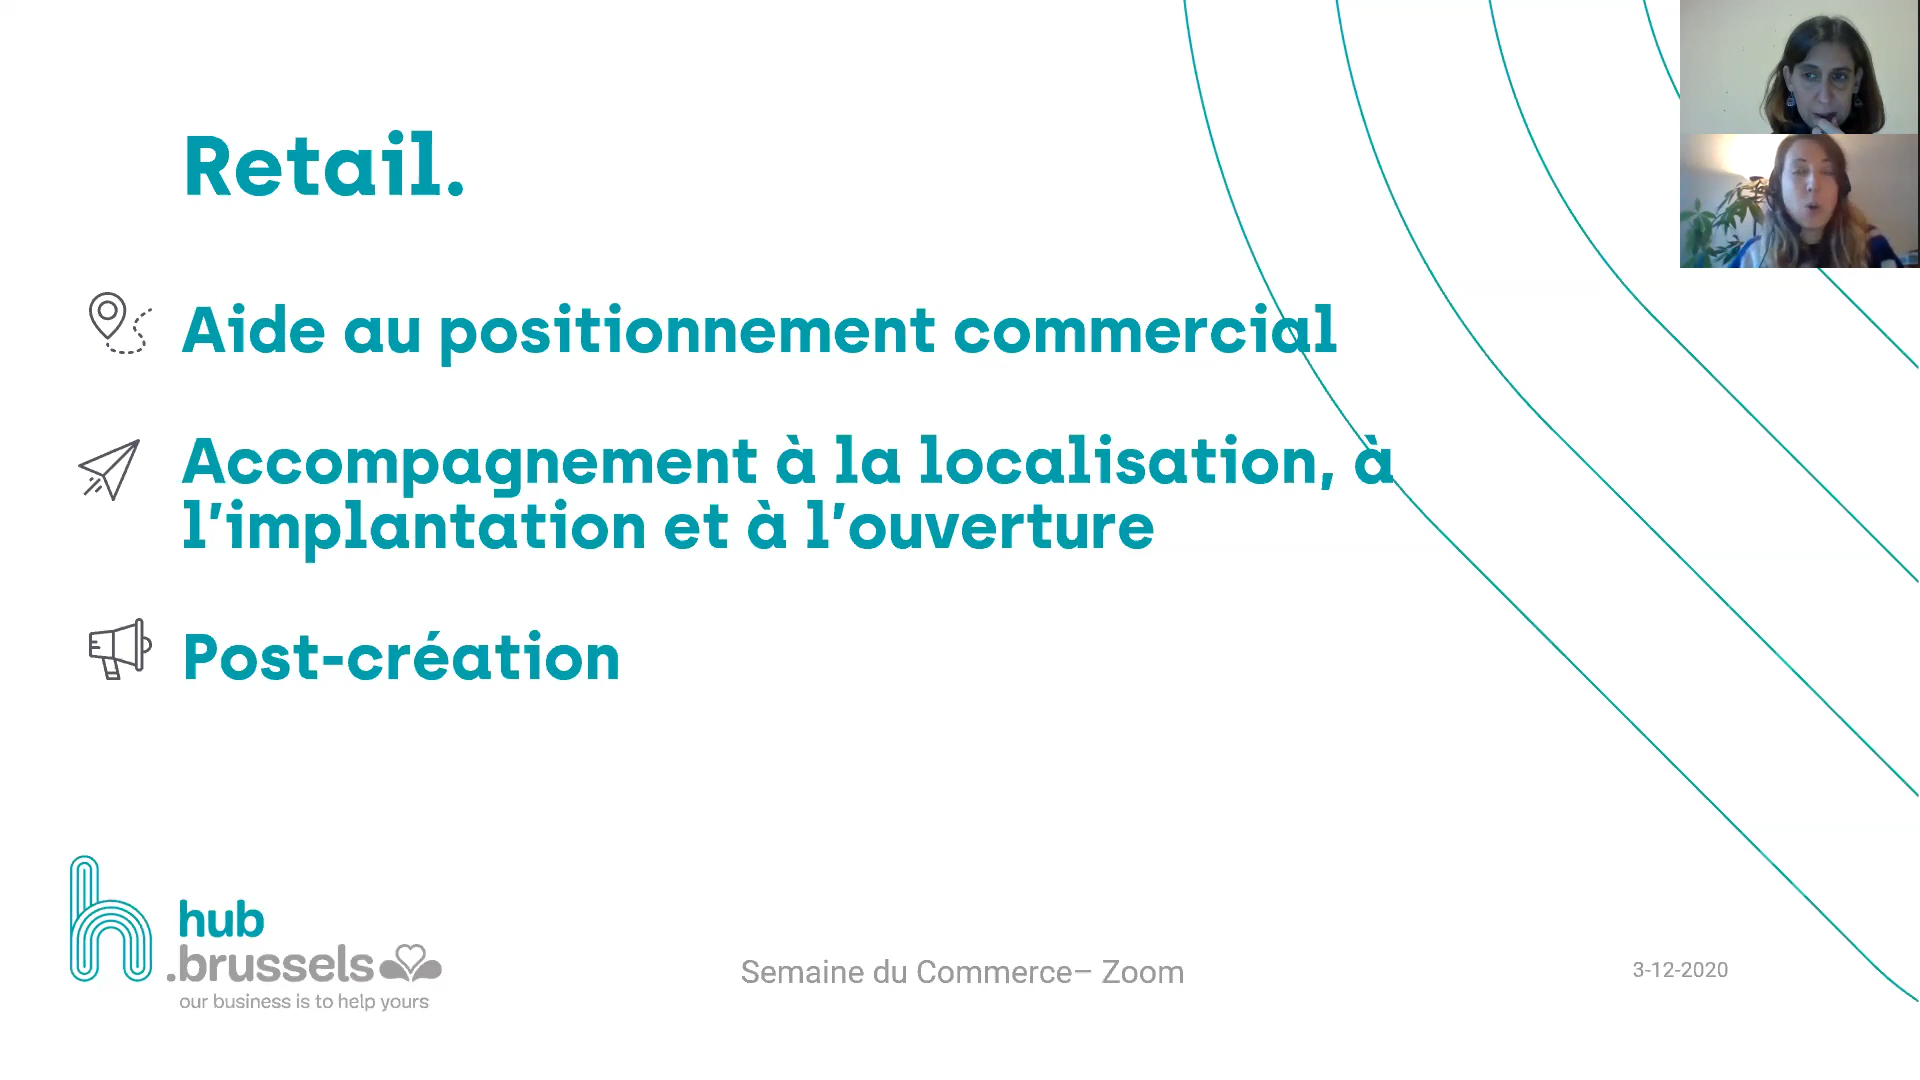 Retail.
Aide au positionnement commercial
Accompagnement à la localisation, à
l’implantation et à l’ouverture
Post-création
hub
.brussels
our business is to help yours
Semaine du Commerce– Zoom
3-12-2020